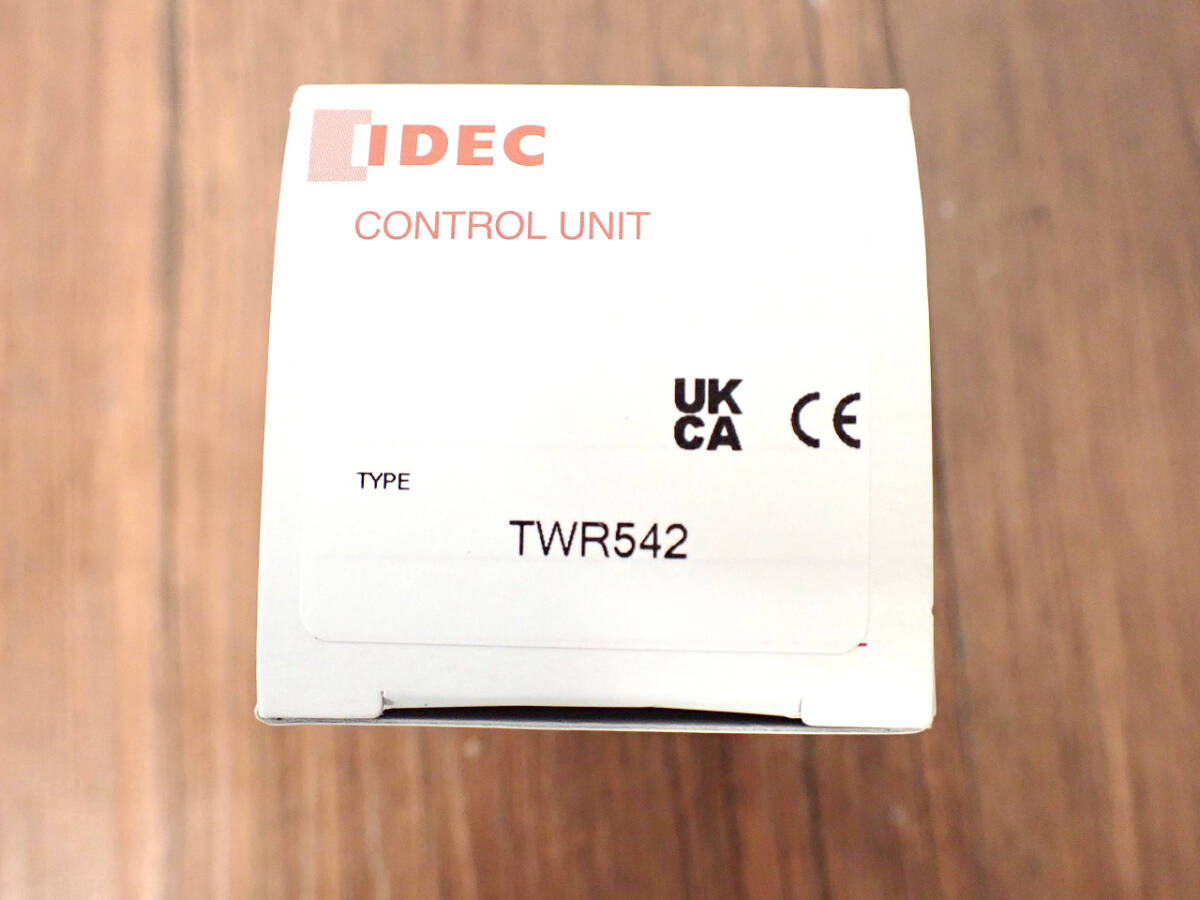 IDEC
CONTROL UNIT
UK
CA CE
TYPE
TWR542